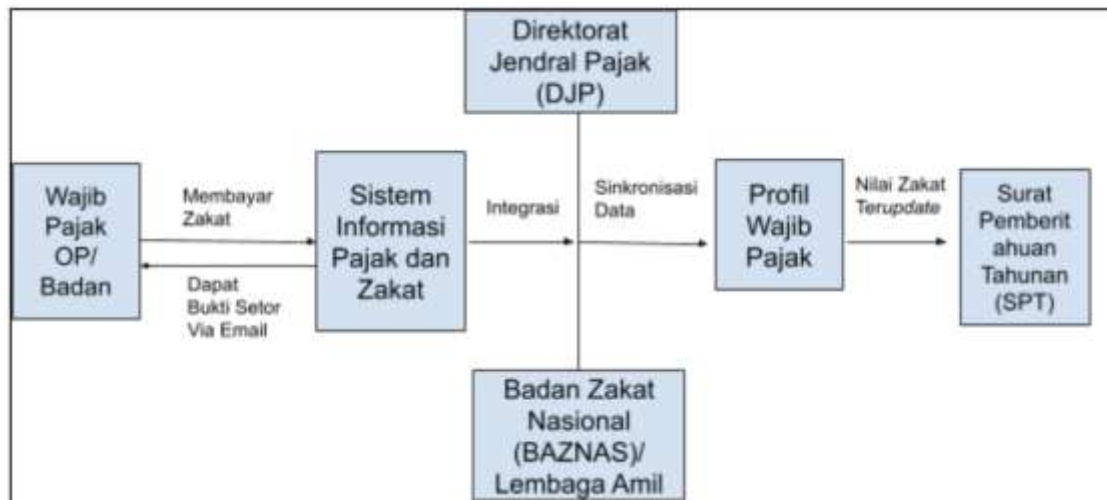 Direktorat
Jendral Pajak
(DJP)
Wajib
Pajak
OP/
Badan
Membayar
Zakat
Dapat
Bukti Setor
Via Email
Sistem
Informasi
Pajak dan
Zakat
Integrasi
Sinkronisasi
Data
Profil
Wajib
Pajak
Nilai Zakat
Terupdate
Surat
Pemberit
ahuan
Tahunan
(SPT)
Badan Zakat
Nasional
(BAZNAS)/
Lembaga Amil